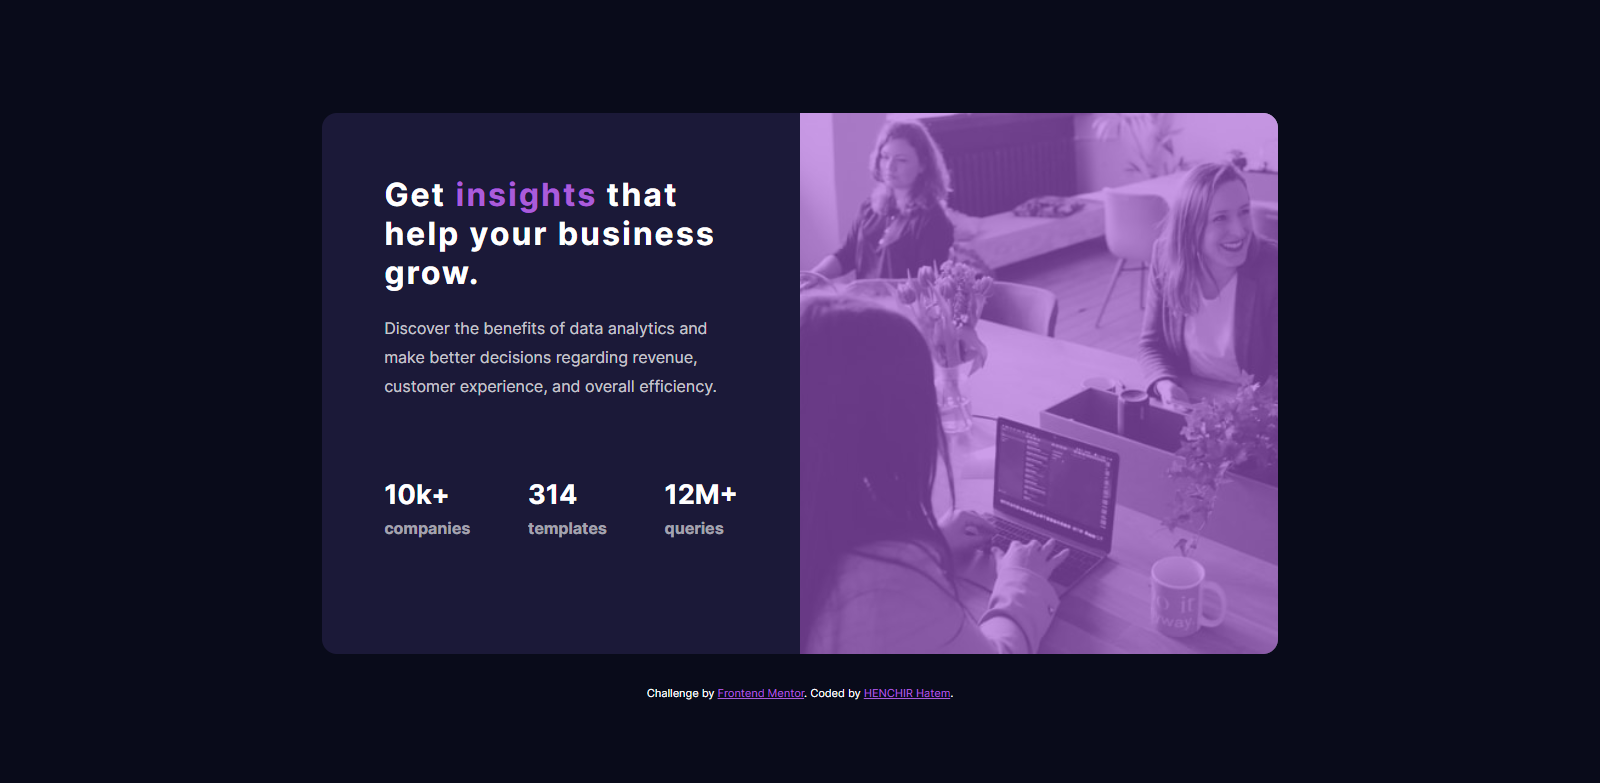 Get insights that
help your business
grow.
Discover the benefits of data analytics and
make better decisions regarding revenue,
customer experience, and overall efficiency.
10k+ 314 12M+
companies templates queries
Challenge by Frontend Mentor. Coded by HENCHIR Hatem.